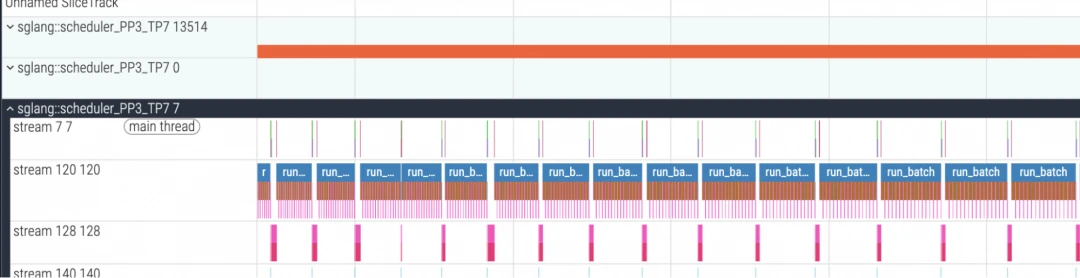 Unnamed SliceTrack
sglang::scheduler_PP3_TP7 13514
sglang::scheduler_PP3_TP7 0
sglang::scheduler_PP3_TP7 7
stream 7 7 main thread
stream 120 120 r run... run_... run_... run_... run_b... run_b... run_b... run_ba... run_ba... run_ba... run_bat... run_bat... run_batch run_batch run_batch
stream 128 128
stream 140 140